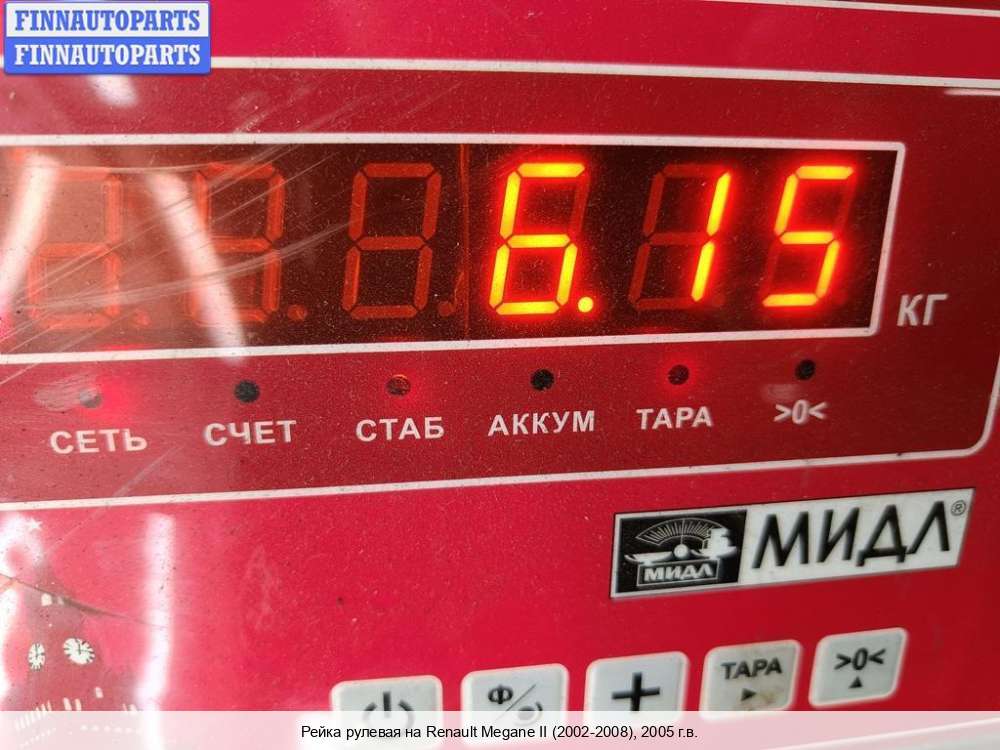 FINNAUTOPARTS
FINNAUTOPARTS
6.15
КГ
СЕТЬ СЧЕТ СТАБ АККУМ ТАРА >0<
МИДЛ МИДЛ®
Ф/ + ТАРА >0<
Рейка рулевая на Renault Megane II (2002-2008), 2005 г.в.